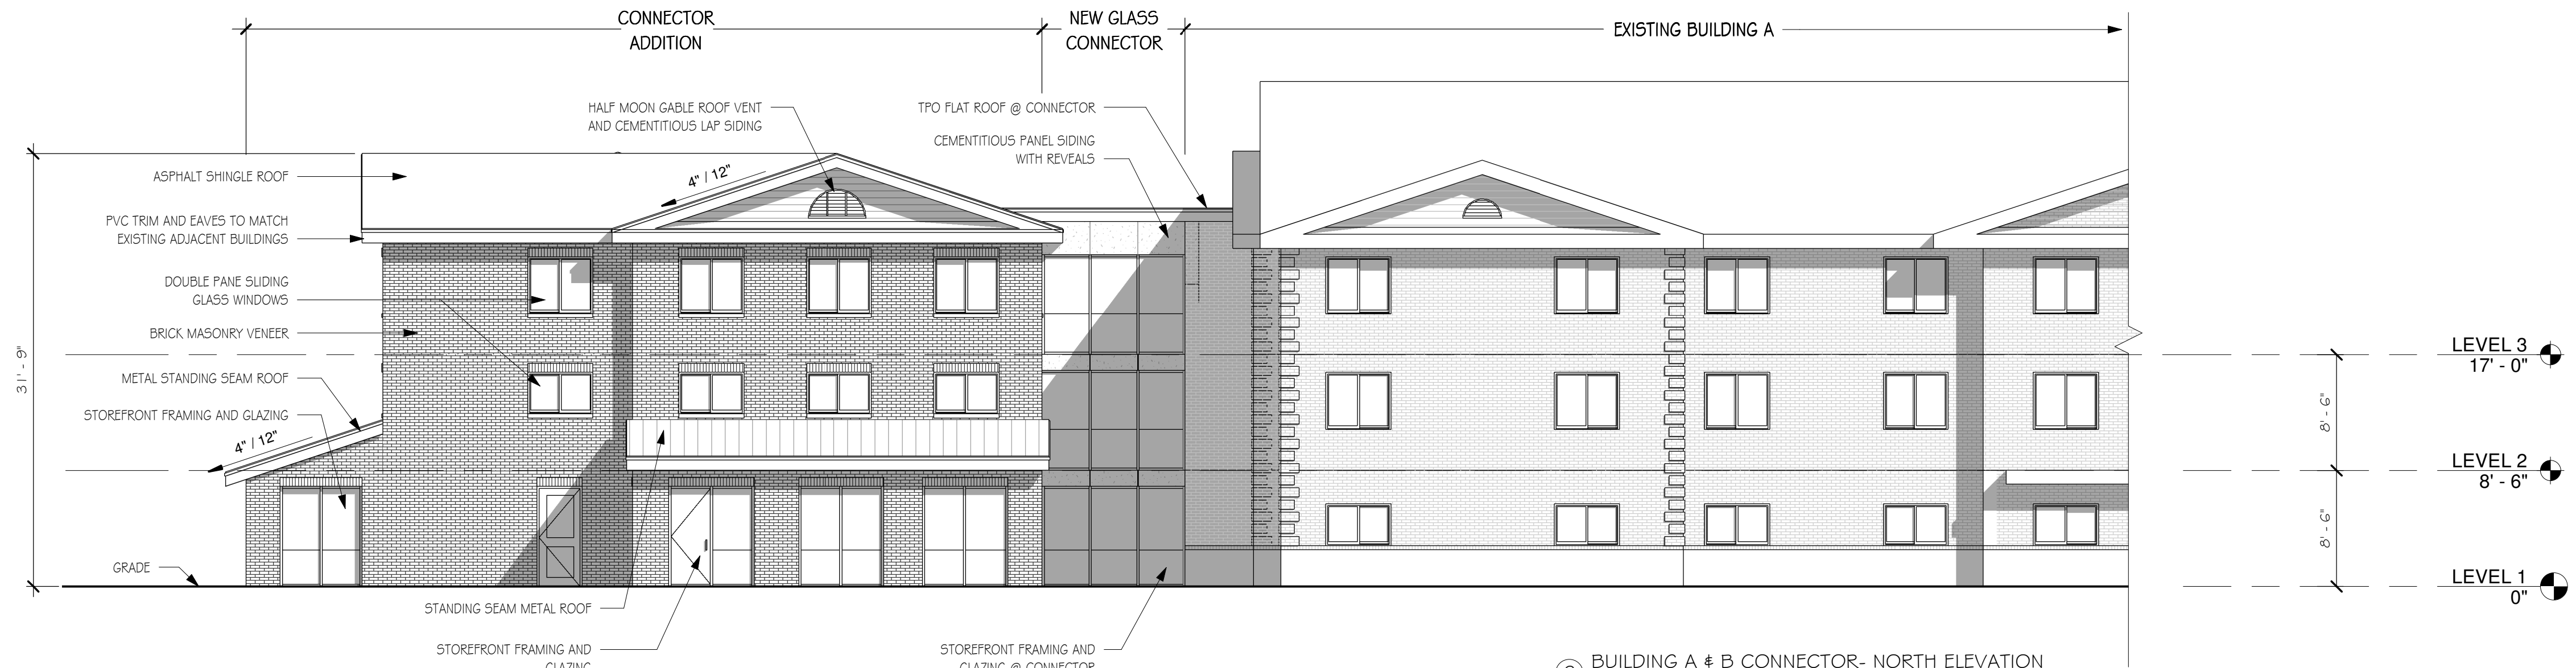 CONNECTOR
ADDITION
NEW GLASS
CONNECTOR
EXISTING BUILDING A
HALF MOON GABLE ROOF VENT
AND CEMENTITIOUS LAP SIDING
TPO FLAT ROOF @ CONNECTOR
CEMENTITIOUS PANEL SIDING
WITH REVEALS
ASPHALT SHINGLE ROOF
4" / 12"
PVC TRIM AND EAVES TO MATCH
EXISTING ADJACENT BUILDINGS
DOUBLE PANE SLIDING
GLASS WINDOWS
BRICK MASONRY VENEER
31' - 9"
METAL STANDING SEAM ROOF
STOREFRONT FRAMING AND GLAZING
4" / 12"
GRADE
LEVEL 3
17' - 0"
8' - 6"
LEVEL 2
8' - 6"
8' - 6"
LEVEL 1
0"
STANDING SEAM METAL ROOF
STOREFRONT FRAMING AND
GLAZING
STOREFRONT FRAMING AND
GLAZING @ CONNECTOR
BUILDING A & B CONNECTOR- NORTH ELEVATION